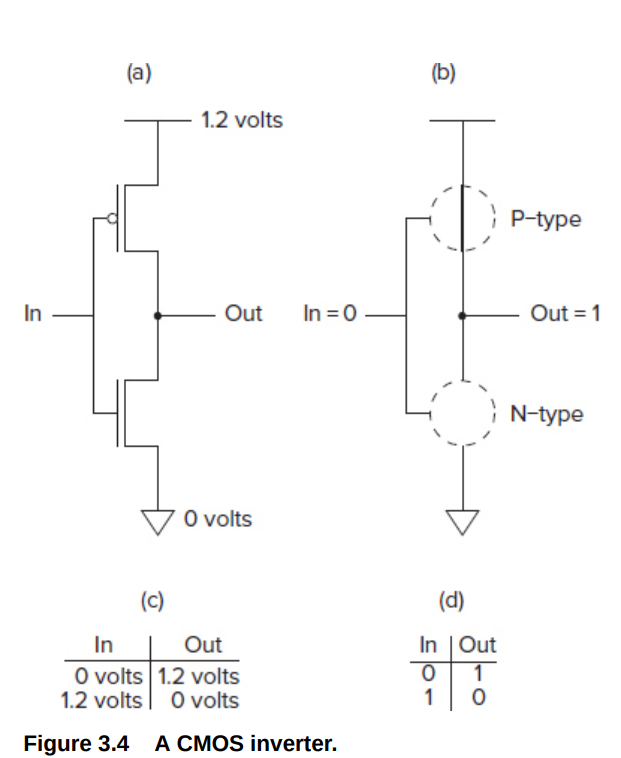 (a)
(b)
1.2 volts
P-type
In
Out
In = 0
Out = 1
N-type
0 volts
(c)
(d)
In Out
0 volts 1.2 volts
1.2 volts 0 volts
In Out
0 1
1 0
Figure 3.4 A CMOS inverter.